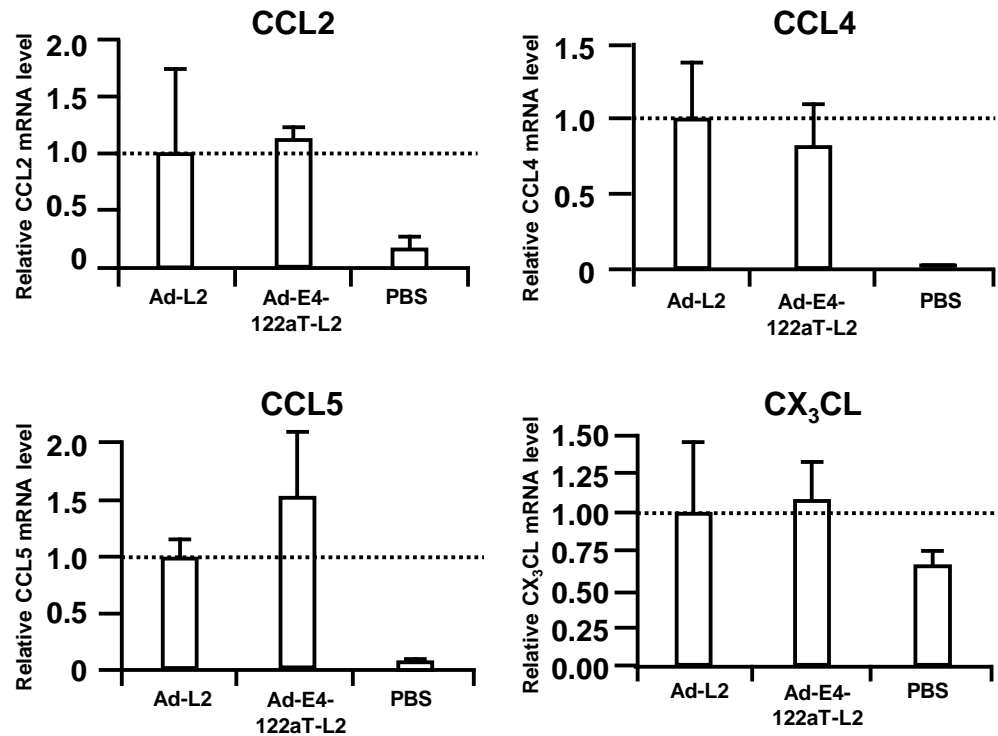 CCL2
Relative CCL2 mRNA level
2.0
1.5
1.0
0.5
0
Ad-L2
Ad-E4-
122aT-L2
PBS
CCL4
Relative CCL4 mRNA level
1.5
1.0
0.5
0
Ad-L2
Ad-E4-
122aT-L2
PBS
CCL5
Relative CCL5 mRNA level
2.0
1.5
1.0
0.5
0
Ad-L2
Ad-E4-
122aT-L2
PBS
CX₃CL
Relative CX₃CL mRNA level
1.50
1.25
1.00
0.75
0.50
0.25
0.00
Ad-L2
Ad-E4-
122aT-L2
PBS